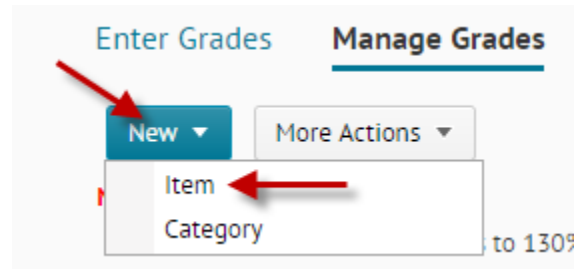 Enter Grades Manage Grades
New More Actions
Item
Category
to 130%